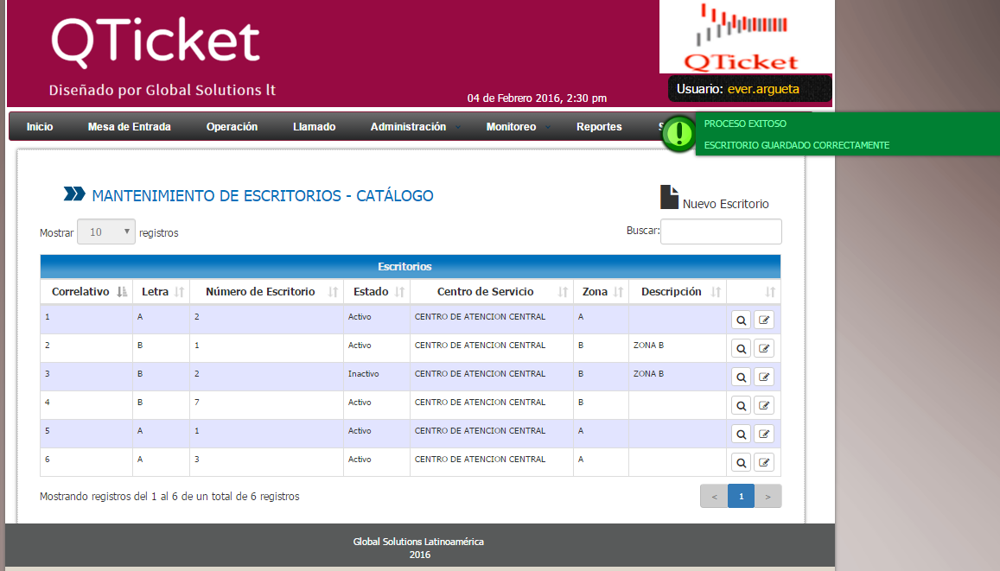 QTicket
QTicket
Diseñado por Global Solutions lt
04 de Febrero 2016, 2:30 pm
Usuario: ever.argueta
Inicio Mesa de Entrada Operación Llamado Administración Monitoreo Reportes
PROCESO EXITOSO
ESCRITORIO GUARDADO CORRECTAMENTE
MANTENIMIENTO DE ESCRITORIOS - CATÁLOGO
Nuevo Escritorio
Mostrar 10 registros
Buscar:
Escritorios
Correlativo Letra Número de Escritorio Estado Centro de Servicio Zona Descripción
1 A 2 Activo CENTRO DE ATENCION CENTRAL A
2 B 1 Activo CENTRO DE ATENCION CENTRAL B ZONA B
3 B 2 Inactivo CENTRO DE ATENCION CENTRAL B ZONA B
4 B 7 Activo CENTRO DE ATENCION CENTRAL B
5 A 1 Activo CENTRO DE ATENCION CENTRAL A
6 A 3 Activo CENTRO DE ATENCION CENTRAL A
Mostrando registros del 1 al 6 de un total de 6 registros
< 1 >
Global Solutions Latinoamérica
2016